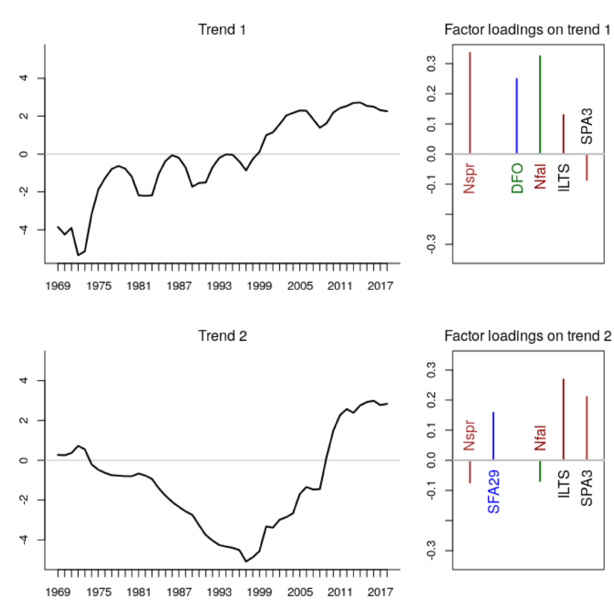 Trend 1
Factor loadings on trend 1
4
2
0
-2
-4
1969 1975 1981 1987 1993 1999 2005 2011 2017
0.3
0.2
0.1
0.0
-0.1
-0.3
Nspr
DFO
Nfal
ILTS
SPA3
Trend 2
Factor loadings on trend 2
4
2
0
-2
-4
1969 1975 1981 1987 1993 1999 2005 2011 2017
0.3
0.2
0.1
0.0
-0.1
-0.3
Nspr
SFA29
Nfal
ILTS
SPA3